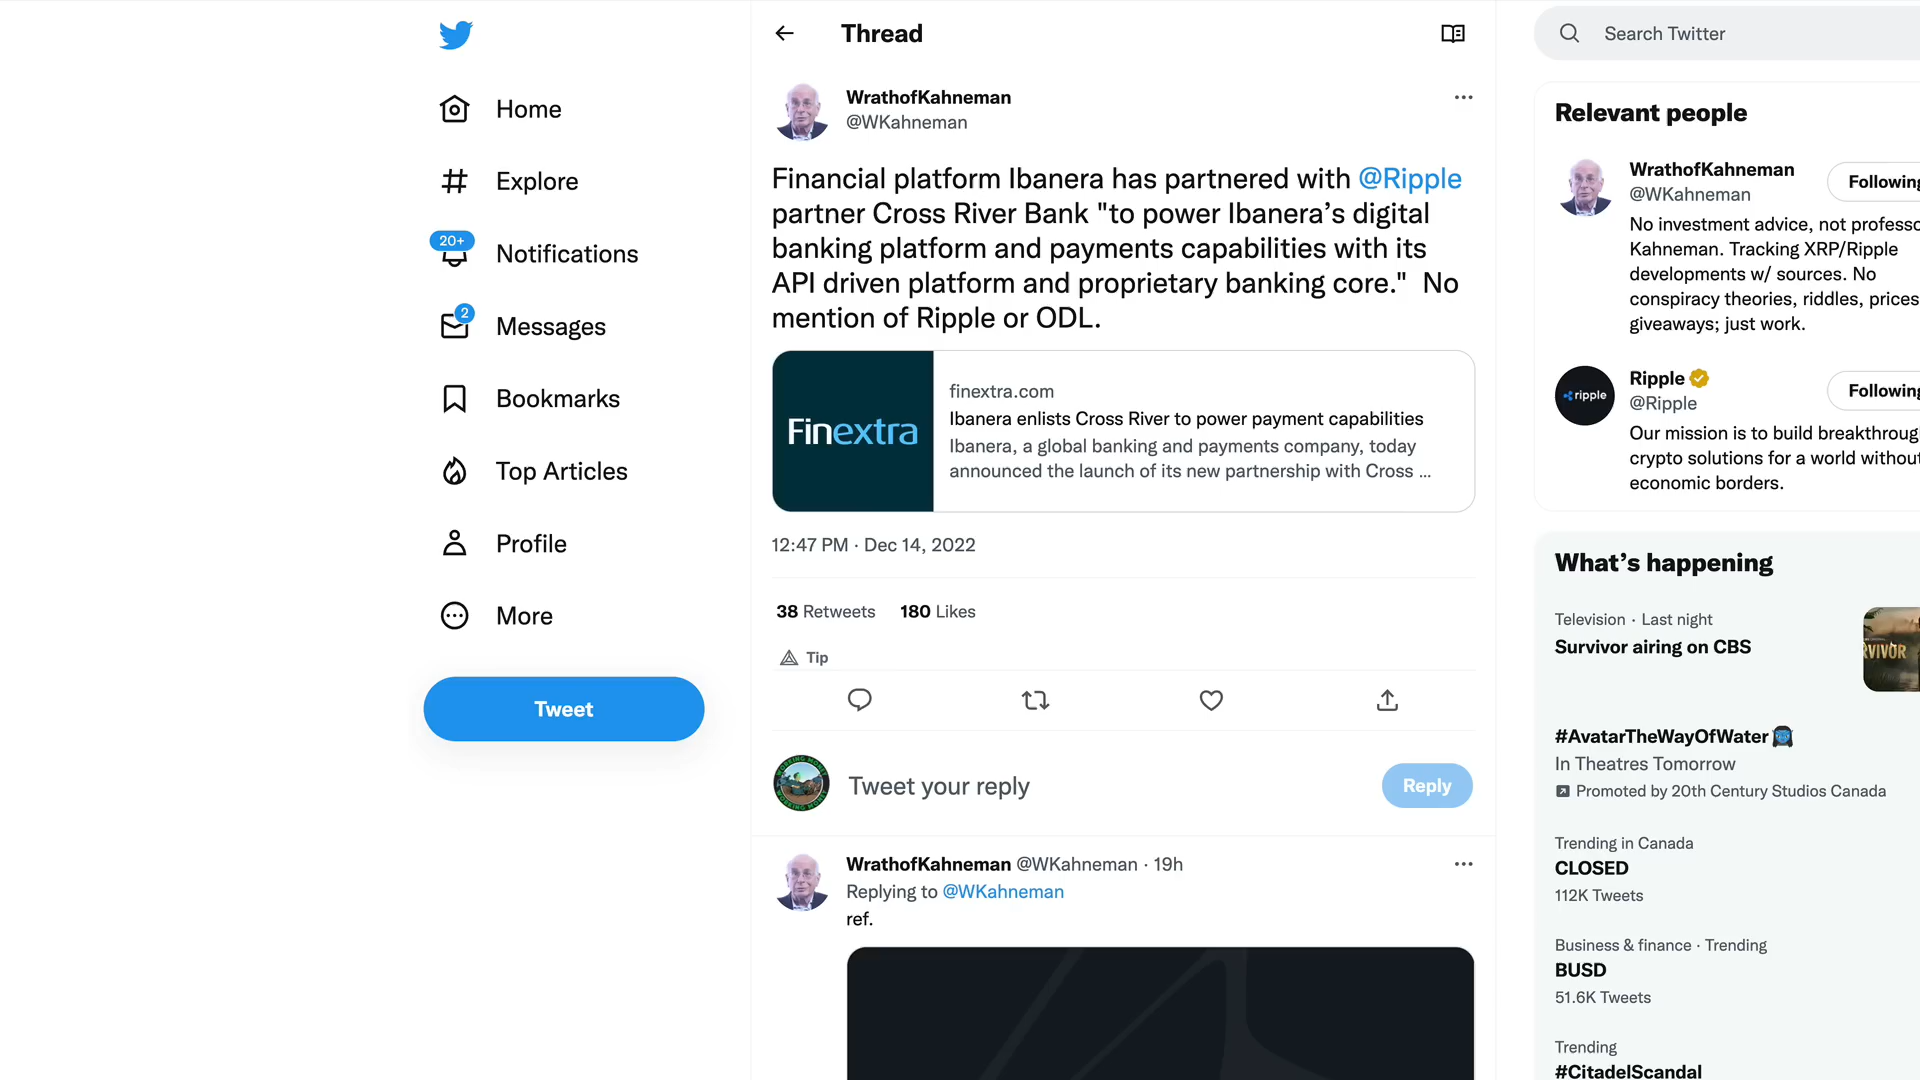 Home
Explore
20+
Notifications
2
Messages
Bookmarks
Top Articles
Profile
More
Tweet
Thread
WrathofKahneman
@WKahneman
Financial platform Ibanera has partnered with @Ripple
partner Cross River Bank "to power Ibanera’s digital
banking platform and payments capabilities with its
API driven platform and proprietary banking core."  No
mention of Ripple or ODL.
Finextra
finextra.com
Ibanera enlists Cross River to power payment capabilities
Ibanera, a global banking and payments company, today
announced the launch of its new partnership with Cross ...
12:47 PM · Dec 14, 2022
38 Retweets 180 Likes
Tip
Tweet your reply
Reply
WrathofKahneman @WKahneman · 19h
Replying to @WKahneman
ref.
Search Twitter
Relevant people
WrathofKahneman
@WKahneman
Following
No investment advice, not professo
Kahneman. Tracking XRP/Ripple
developments w/ sources. No
conspiracy theories, riddles, prices
giveaways; just work.
ripple
Ripple
@Ripple
Following
Our mission is to build breakthroug
crypto solutions for a world without
economic borders.
What’s happening
Television · Last night
Survivor airing on CBS
RVIVOR
#AvatarTheWayOfWater
In Theatres Tomorrow
Promoted by 20th Century Studios Canada
Trending in Canada
CLOSED
112K Tweets
Business & finance · Trending
BUSD
51.6K Tweets
Trending
#CitadelScandal